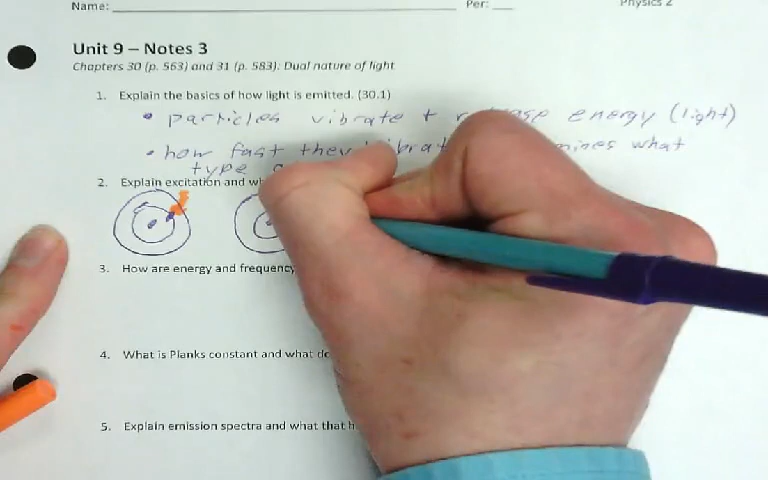 Name: Per: Physics 2
Unit 9 – Notes 3
Chapters 30 (p. 563) and 31 (p. 583): Dual nature of light
1. Explain the basics of how light is emitted. (30.1)
• particles vibrate + energy (light)
• how fast they what
type
2. Explain excitation and
3. How are energy and frequency
4. What is Planks constant and what
5. Explain emission spectra and what that